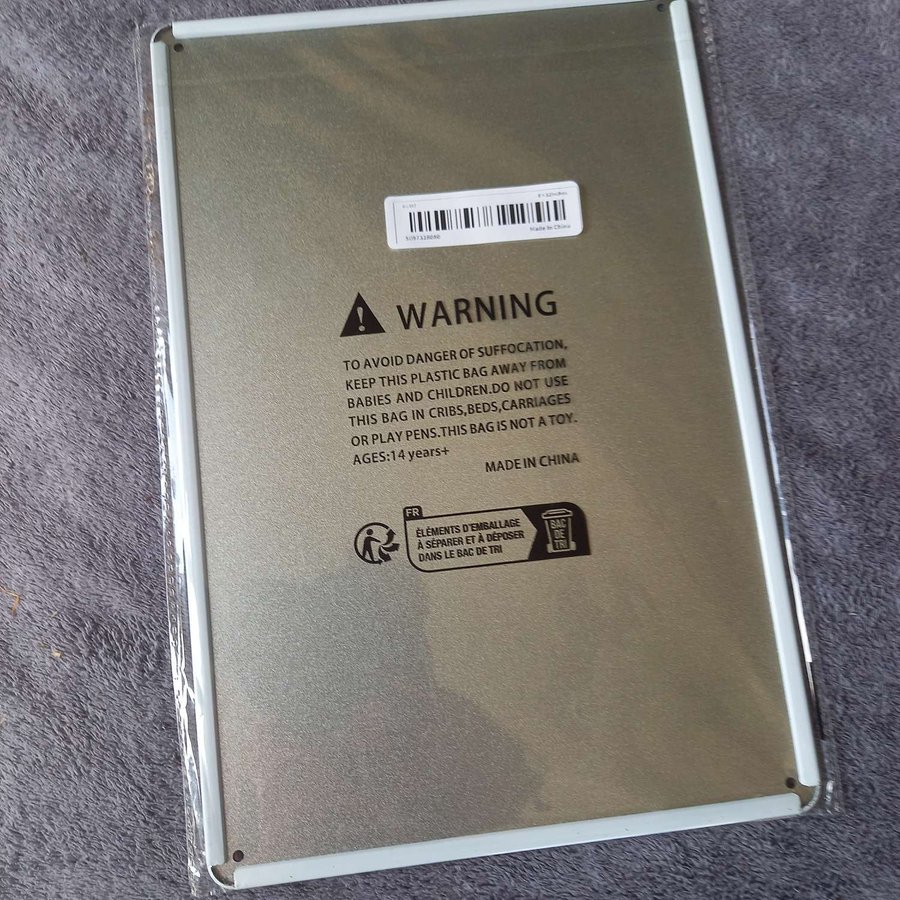 8×12inches
Made In China
WARNING
TO AVOID DANGER OF SUFFOCATION,
KEEP THIS PLASTIC BAG AWAY FROM
BABIES AND CHILDREN.DO NOT USE
THIS BAG IN CRIBS,BEDS,CARRIAGES
OR PLAY PENS.THIS BAG IS NOT A TOY.
AGES:14 years+
MADE IN CHINA
FR
ÉLÉMENTS D'EMBALLAGE
À SÉPARER ET À DÉPOSER
DANS LE BAC DE TRI
BAC
DE
TRI